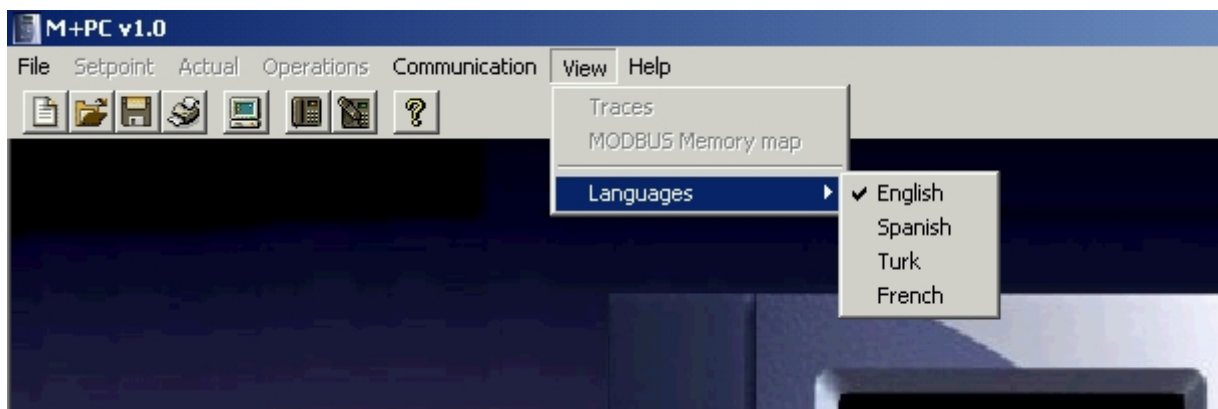 M+PC v1.0
File Setpoint Actual Operations Communication View Help
Traces
MODBUS Memory map
Languages
English
Spanish
Turk
French